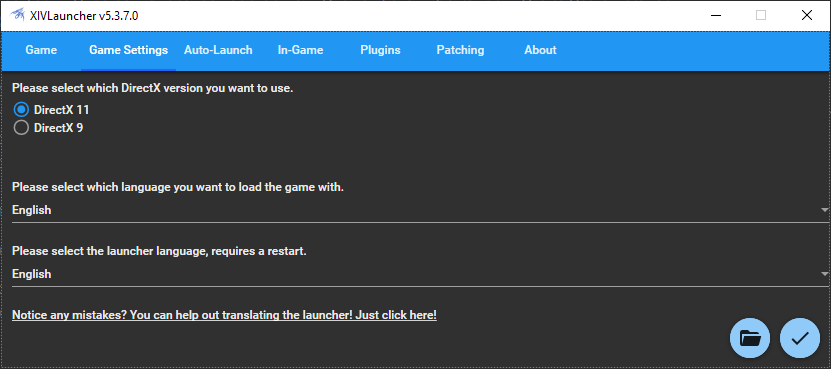 XIVLauncher v5.3.7.0
Game Game Settings Auto-Launch In-Game Plugins Patching About
Please select which DirectX version you want to use.
DirectX 11
DirectX 9
Please select which language you want to load the game with.
English
Please select the launcher language, requires a restart.
English
Notice any mistakes? You can help out translating the launcher! Just click here!